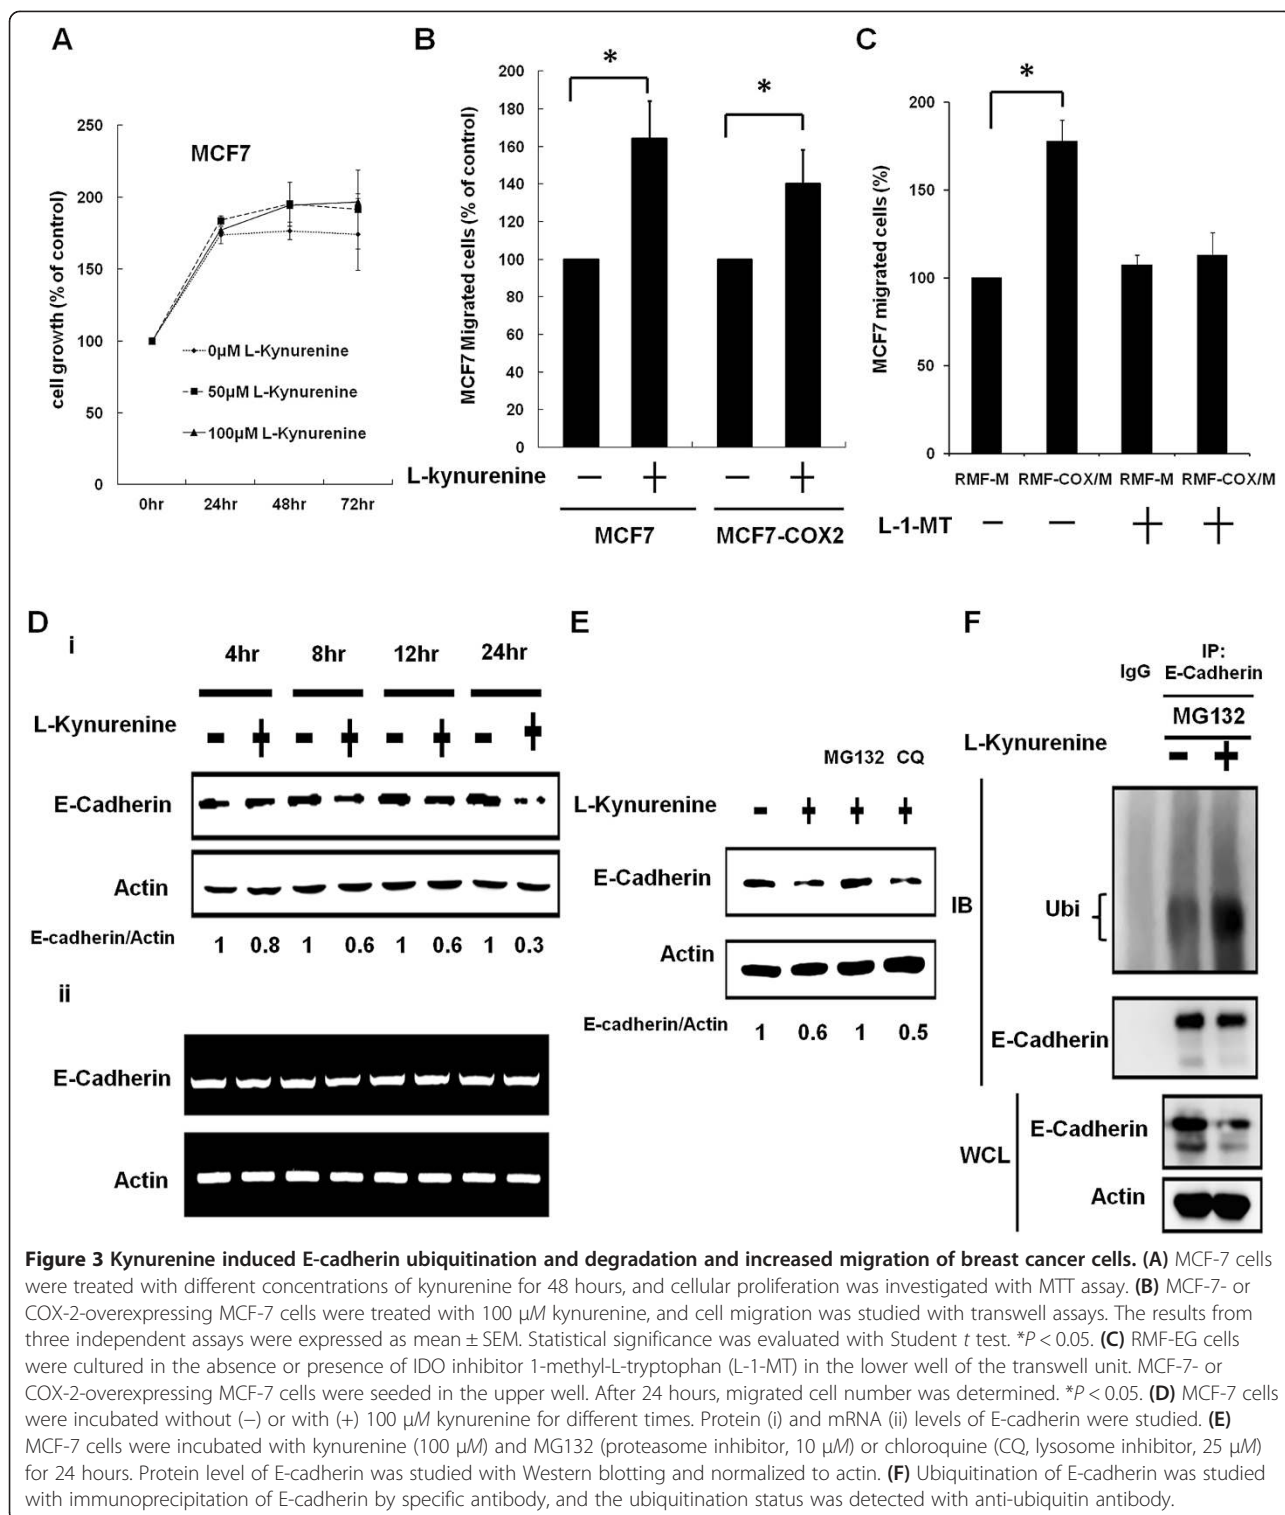 A
250
200
150
100
50
0
cell growth (% of control)
MCF7
0µM L-Kynurenine
50µM L-Kynurenine
100µM L-Kynurenine
0hr 24hr 48hr 72hr
B
200
180
160
140
120
100
80
60
40
20
0
MCF7 Migrated cells (% of control)
* *
L-kynurenine − + − +
MCF7 MCF7-COX2
C
200
150
100
50
0
MCF7 migrated cells (%)
*
RMF-M RMF-COX/M RMF-M RMF-COX/M
L-1-MT − − + +
D
i
4hr 8hr 12hr 24hr
L-Kynurenine - + - + - + - +
E-Cadherin
Actin
E-cadherin/Actin 1 0.8 1 0.6 1 0.6 1 0.3
ii
E-Cadherin
Actin
E
MG132 CQ
L-Kynurenine - + + +
E-Cadherin
Actin
E-cadherin/Actin 1 0.6 1 0.5
F
IP:
IgG E-Cadherin
MG132
L-Kynurenine - +
IB
Ubi
E-Cadherin
WCL
E-Cadherin
Actin
Figure 3 Kynurenine induced E-cadherin ubiquitination and degradation and increased migration of breast cancer cells. (A) MCF-7 cells
were treated with different concentrations of kynurenine for 48 hours, and cellular proliferation was investigated with MTT assay. (B) MCF-7- or
COX-2-overexpressing MCF-7 cells were treated with 100 µM kynurenine, and cell migration was studied with transwell assays. The results from
three independent assays were expressed as mean ± SEM. Statistical significance was evaluated with Student t test. *P < 0.05. (C) RMF-EG cells
were cultured in the absence or presence of IDO inhibitor 1-methyl-L-tryptophan (L-1-MT) in the lower well of the transwell unit. MCF-7- or
COX-2-overexpressing MCF-7 cells were seeded in the upper well. After 24 hours, migrated cell number was determined. *P < 0.05. (D) MCF-7 cells
were incubated without (−) or with (+) 100 µM kynurenine for different times. Protein (i) and mRNA (ii) levels of E-cadherin were studied. (E)
MCF-7 cells were incubated with kynurenine (100 µM) and MG132 (proteasome inhibitor, 10 µM) or chloroquine (CQ, lysosome inhibitor, 25 µM)
for 24 hours. Protein level of E-cadherin was studied with Western blotting and normalized to actin. (F) Ubiquitination of E-cadherin was studied
with immunoprecipitation of E-cadherin by specific antibody, and the ubiquitination status was detected with anti-ubiquitin antibody.